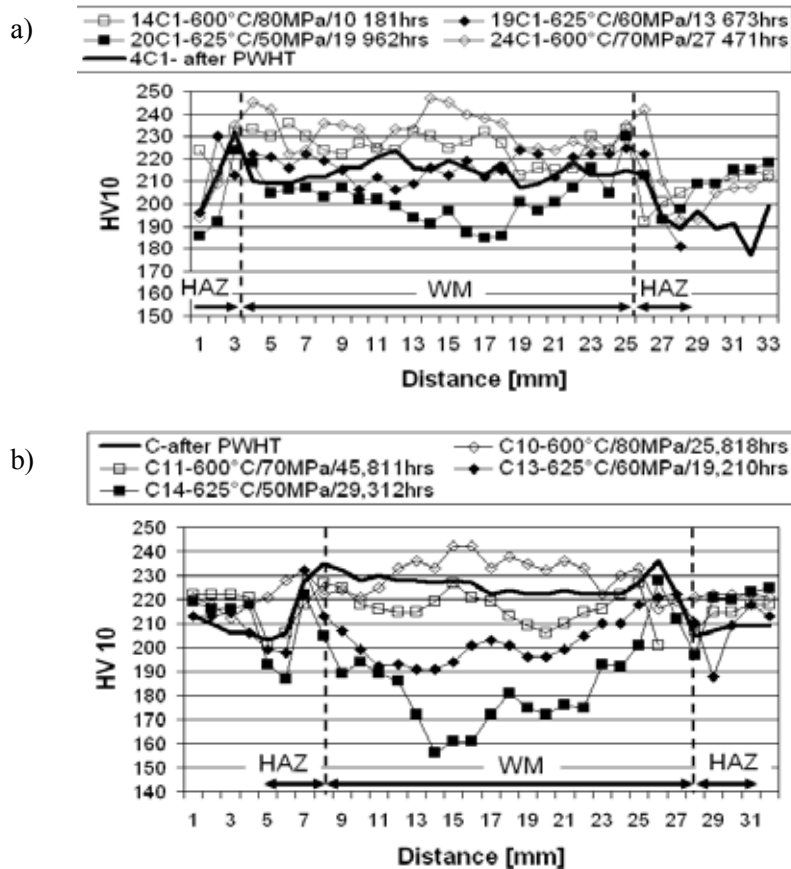 a)
14C1-600°C/80MPa/10 181hrs 19C1-625°C/60MPa/13 673hrs
20C1-625°C/50MPa/19 962hrs 24C1-600°C/70MPa/27 471hrs
4C1- after PWHT
250
240
230
220
210
200
190
180
170
160
150
HV10
HAZ WM HAZ
1 3 5 7 9 11 13 15 17 19 21 23 25 27 29 31 33
Distance [mm]
b)
C-after PWHT C10-600°C/80MPa/25,818hrs
C11-600°C/70MPa/45,811hrs C13-625°C/60MPa/19,210hrs
C14-625°C/50MPa/29,312hrs
250
240
230
220
210
200
190
180
170
160
150
140
HV 10
HAZ WM HAZ
1 3 5 7 9 11 13 15 17 19 21 23 25 27 29 31
Distance [mm]